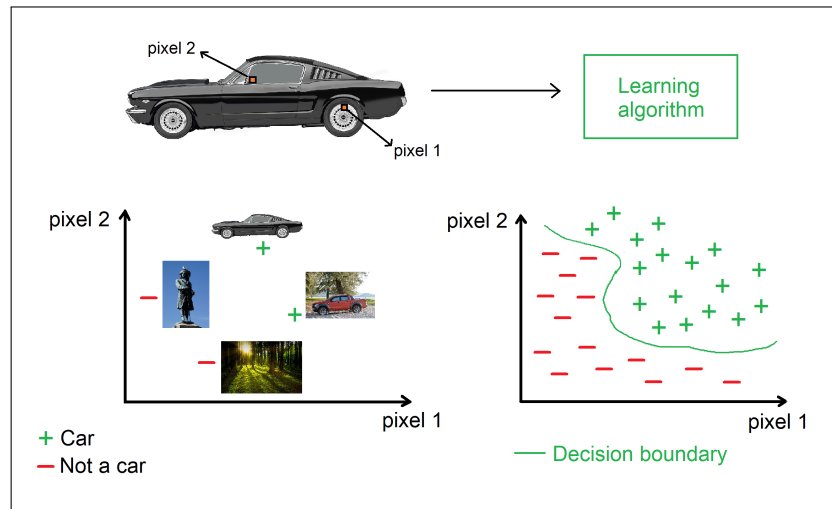 pixel 2
pixel 1
Learning
algorithm
pixel 2
pixel 1
+ Car
− Not a car
pixel 2
pixel 1
Decision boundary